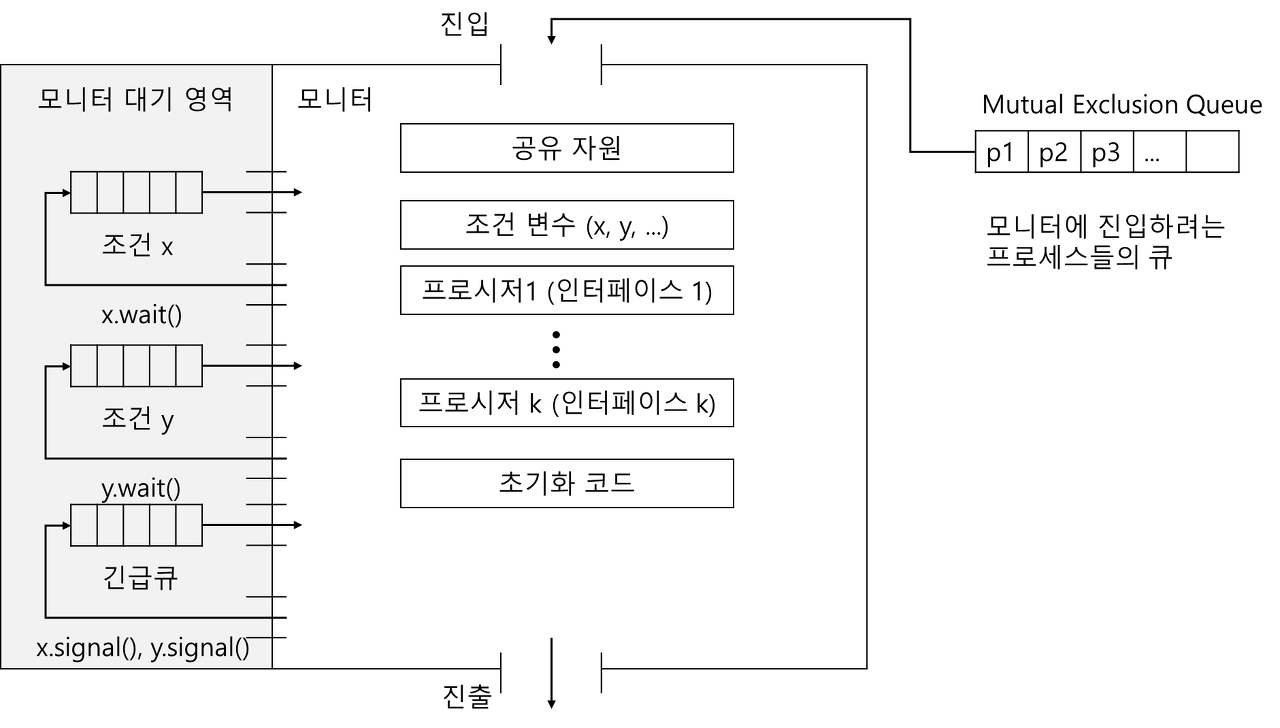 진입
모니터 대기 영역
모니터
Mutual Exclusion Queue
p1 p2 p3 ...
모니터에 진입하려는
프로세스들의 큐
공유 자원
조건 변수 (x, y, ...)
프로시저1 (인터페이스 1)
프로시저 k (인터페이스 k)
초기화 코드
조건 x
x.wait()
조건 y
y.wait()
긴급큐
x.signal(), y.signal()
진출